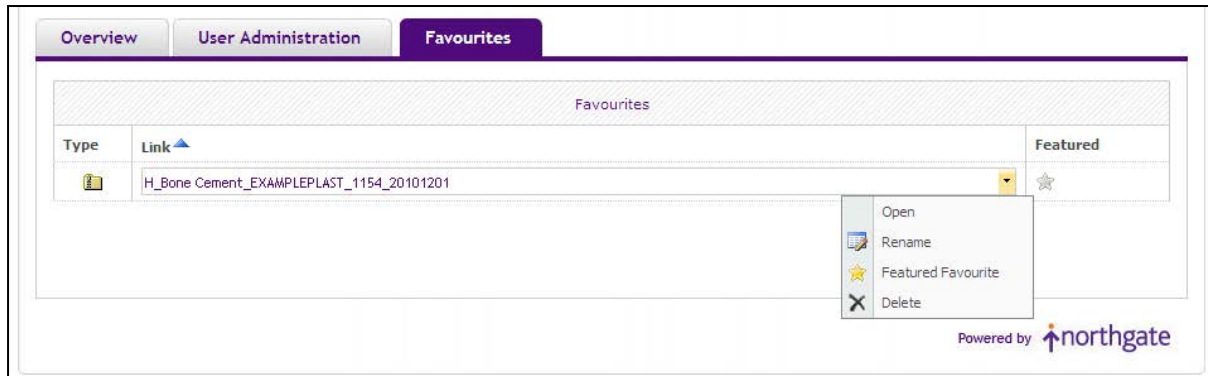 Overview User Administration Favourites
Favourites
Type Link Featured
H_Bone Cement_EXAMPLEPLAST_1154_20101201
Open
Rename
Featured Favourite
Delete
Powered by northgate